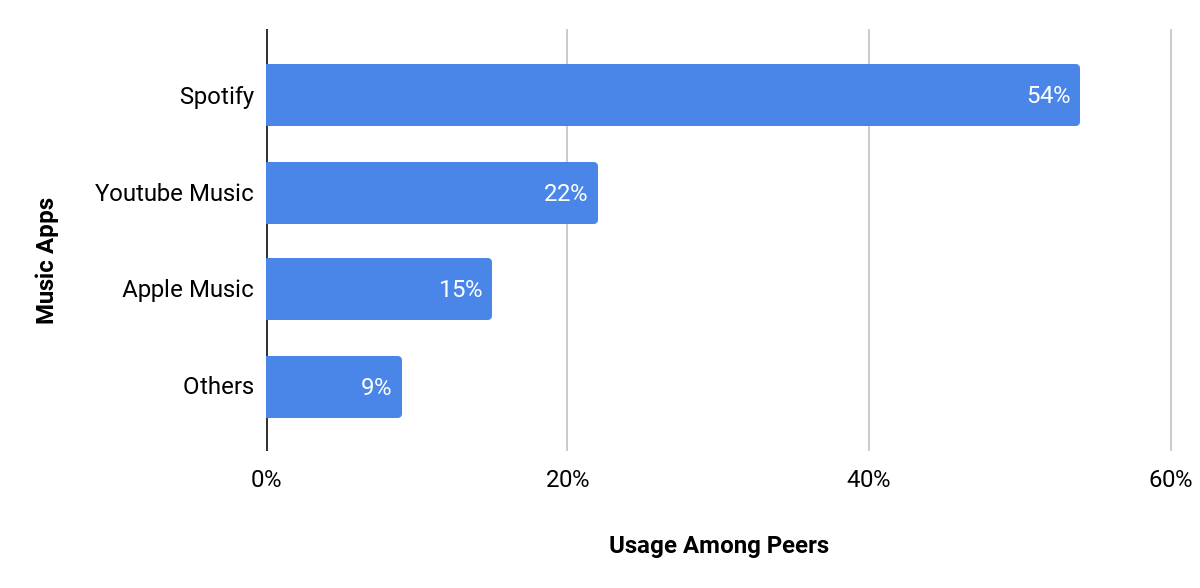 Music Apps
Spotify
54%
Youtube Music
22%
Apple Music
15%
Others
9%
0%
20%
40%
60%
Usage Among Peers